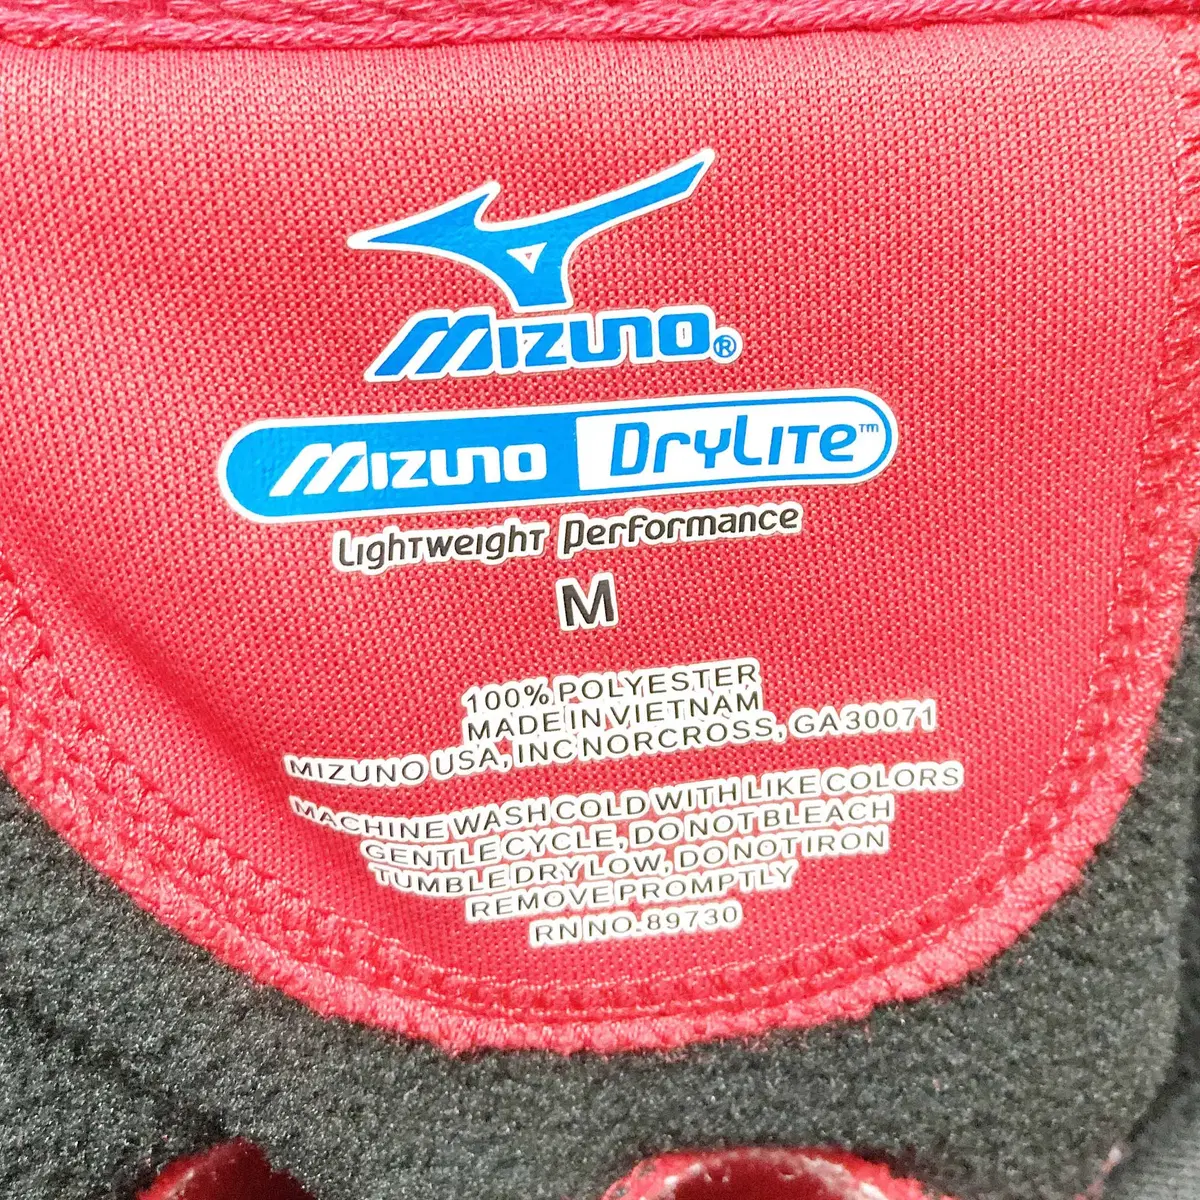 MIZUNO®
MIZUNO DRYLITE™
Lightweight Performance
M
100% POLYESTER
MADE IN VIETNAM
MIZUNO USA, INC NORCROSS, GA 30071
MACHINE WASH COLD WITH LIKE COLORS
GENTLE CYCLE, DO NOT BLEACH
TUMBLE DRY LOW, DO NOT IRON
REMOVE PROMPTLY
RN NO. 89730